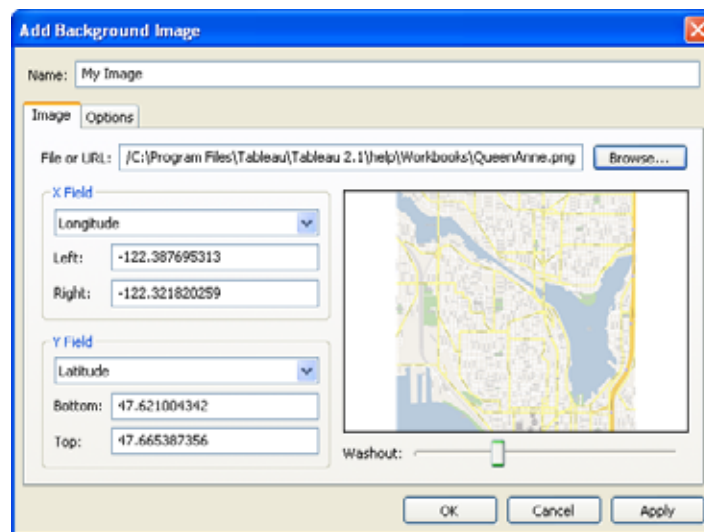 Add Background Image
Name: My Image
Image Options
File or URL: /C:\Program Files\Tableau\Tableau 2.1\help\Workbooks\QueenAnne.png Browse...
X Field
Longitude
Left: -122.387695313
Right: -122.321820259
Y Field
Latitude
Bottom: 47.621004342
Top: 47.665387356
Washout:
OK Cancel Apply